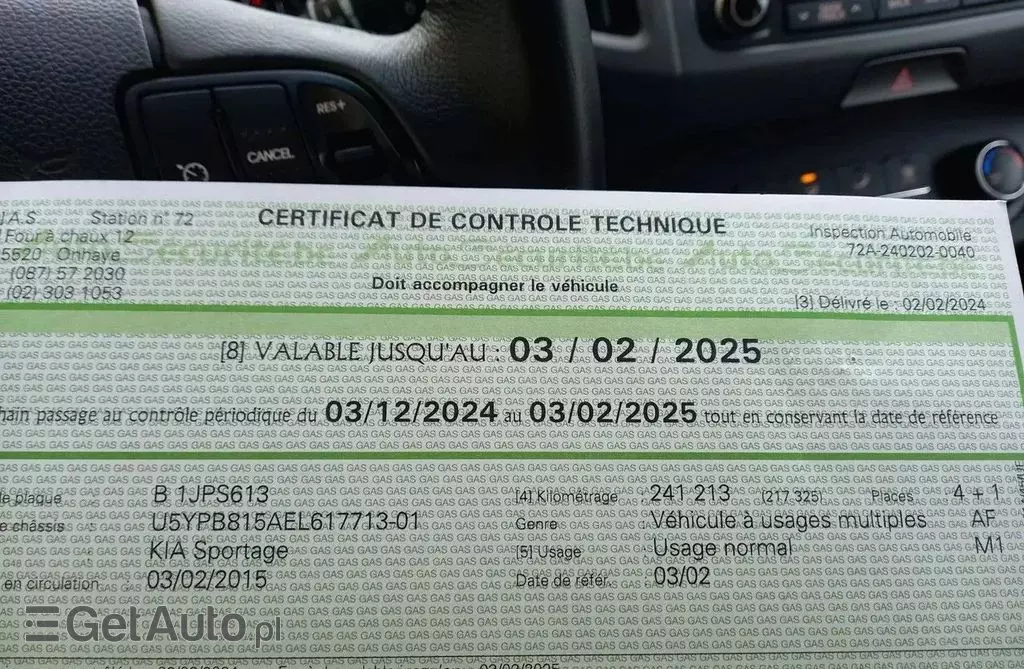 RES+
CANCEL
A.S. Station n° 72
Four à chaux 12
5520 Onhaye
(087) 57 2030
(02) 303 1053
CERTIFICAT DE CONTROLE TECHNIQUE
Doit accompagner le véhicule
Inspection Automobile
72A-240202-0040
[3] Délivré le : 02/02/2024
[8] VALABLE JUSQU'AU : 03 / 02 / 2025
hain passage au contrôle périodique du 03/12/2024 au 03/02/2025 tout en conservant la date de référence
de plaque B 1JPS613 [4] Kilométrage 241 213 (217.325) Places 4 + 1
e châssis : U5YPB815AEL617713-01 Genre : Véhicule à usages multiples AF
KIA Sportage [5] Usage : Usage normal M1
en circulation 03/02/2015 Date de réfer. 03/02
GetAuto.pl